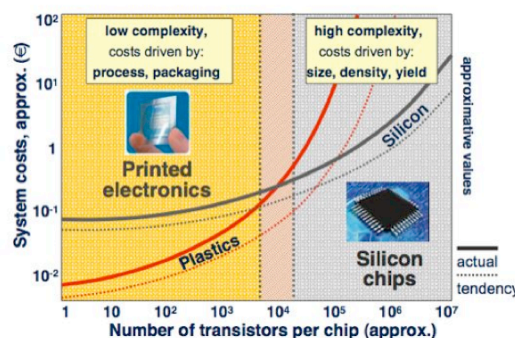 low complexity,
costs driven by:
process, packaging
high complexity,
costs driven by:
size, density, yield
System costs, approx. (€)
10²
10¹
1
10⁻¹
10⁻²
Printed
electronics
Plastics
Silicon
Silicon
chips
approximative values
actual
tendency
1 10 10² 10³ 10⁴ 10⁵ 10⁶ 10⁷
Number of transistors per chip (approx.)